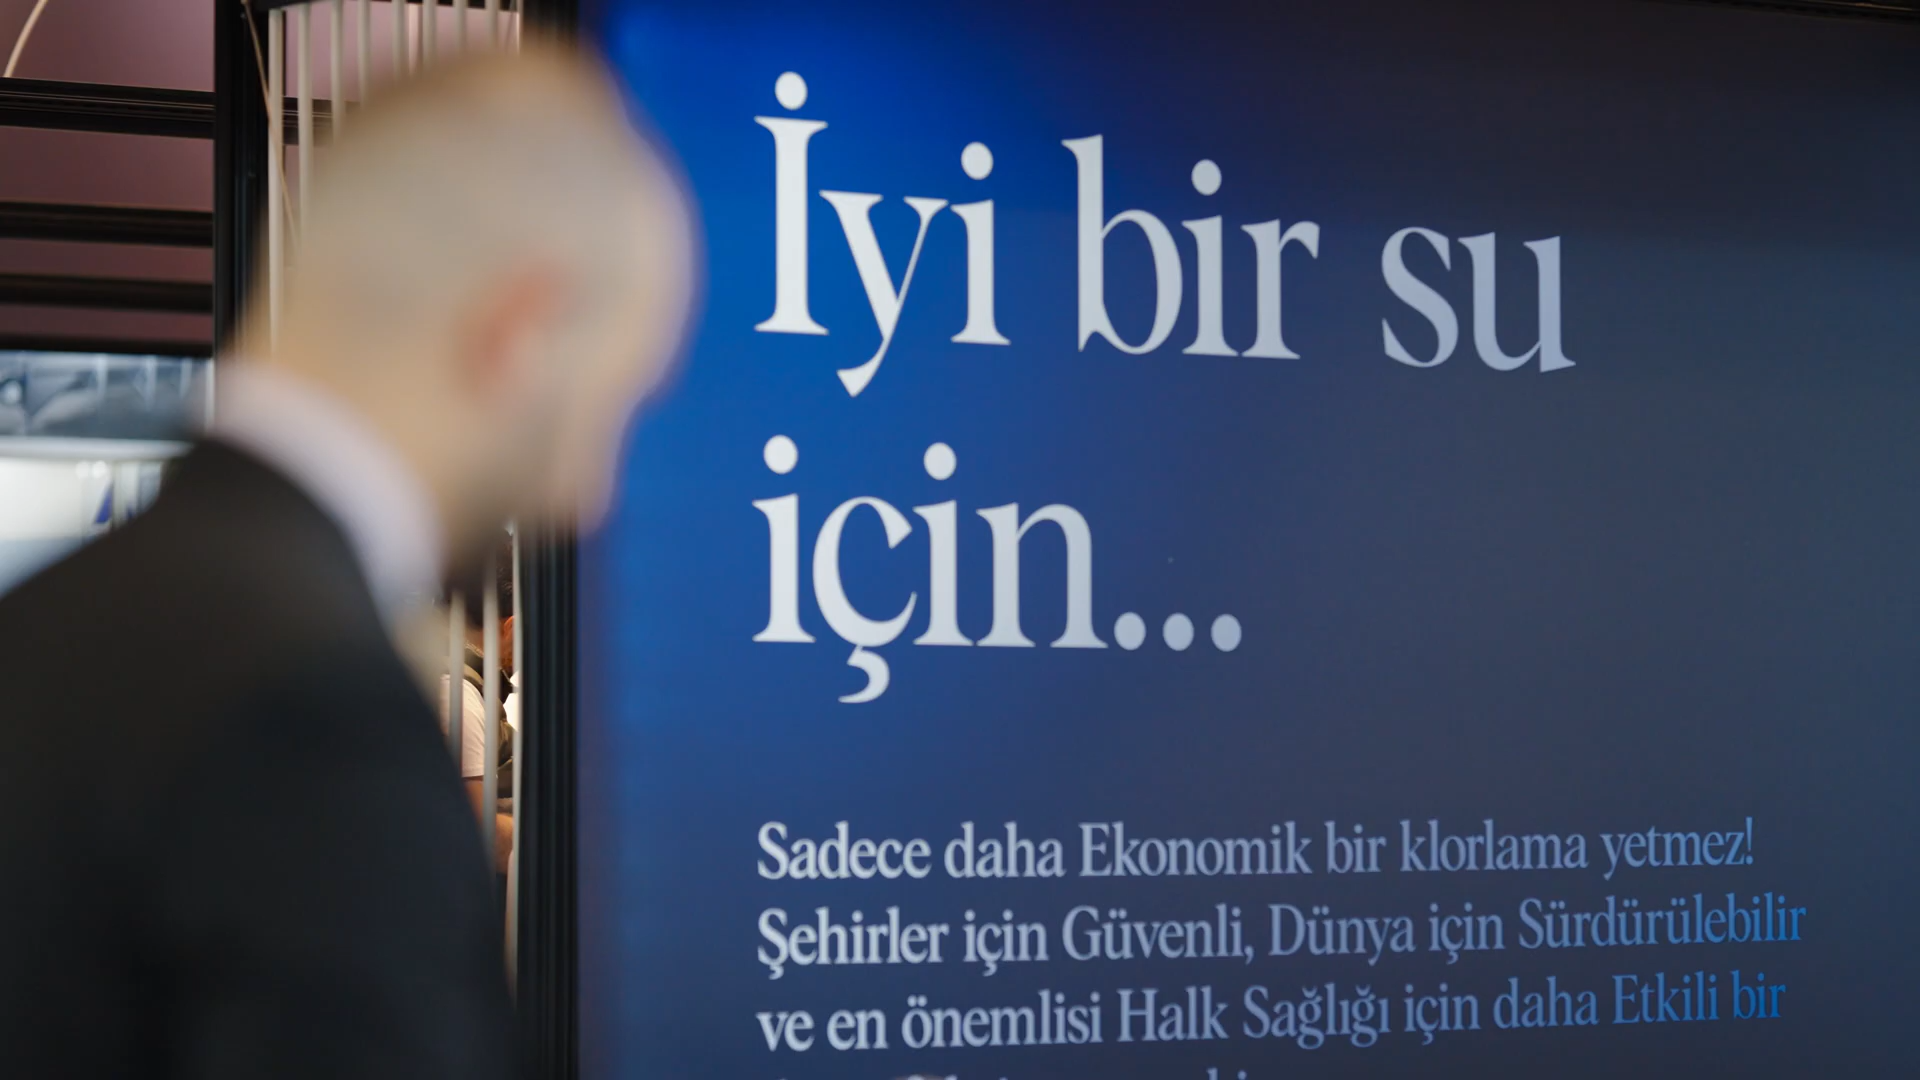 İyi bir su
için...
Sadece daha Ekonomik bir klorlama yetmez!
Şehirler için Güvenli, Dünya için Sürdürülebilir
ve en önemlisi Halk Sağlığı için daha Etkili bir